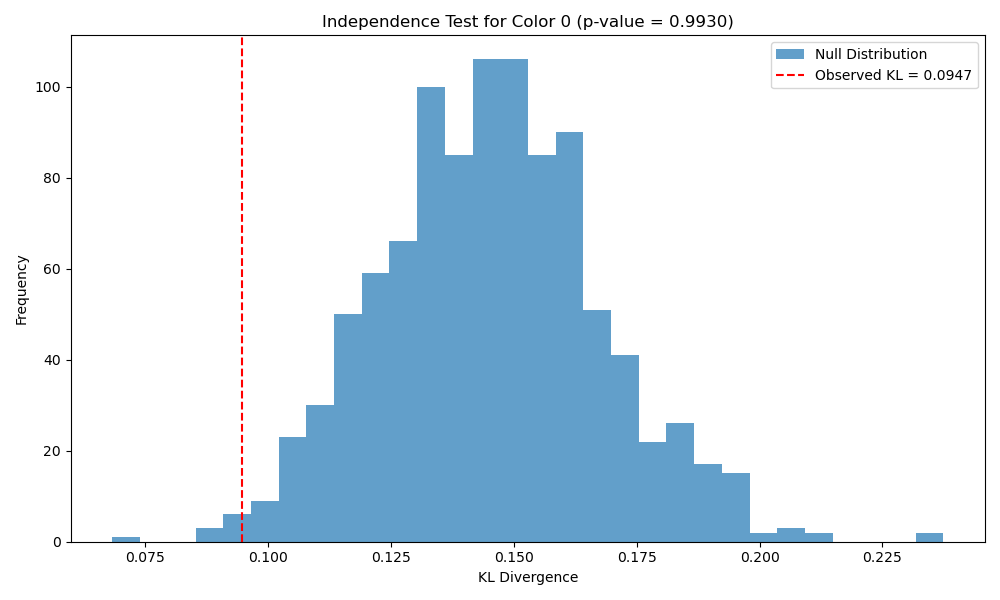 Independence Test for Color 0 (p-value = 0.9930)
Null Distribution
Observed KL = 0.0947
Frequency
100
80
60
40
20
0
0.075 0.100 0.125 0.150 0.175 0.200 0.225
KL Divergence